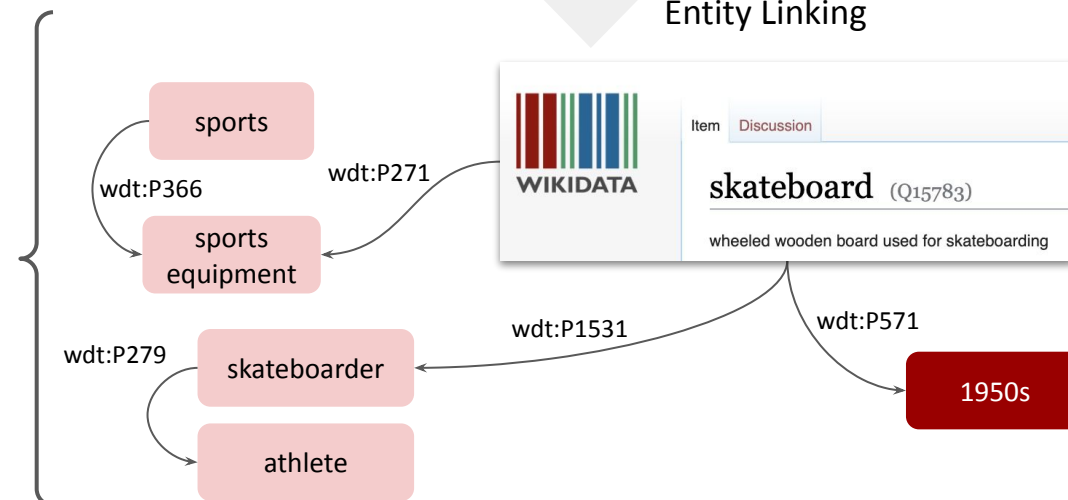 Entity Linking
sports
wdt:P366
wdt:P271
sports
equipment
WIKIDATA
Item Discussion
skateboard (Q15783)
wheeled wooden board used for skateboarding
wdt:P1531
wdt:P571
wdt:P279
skateboarder
1950s
athlete